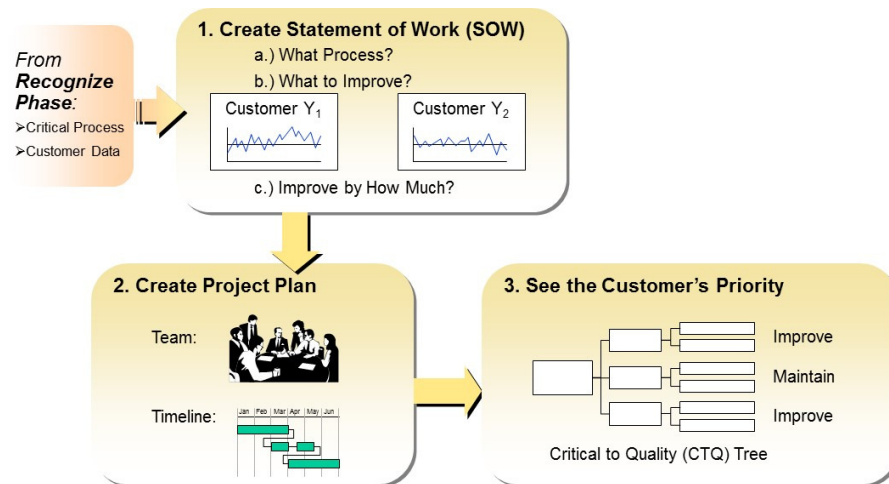 From
Recognize
Phase:
➢Critical Process
➢Customer Data
1. Create Statement of Work (SOW)
a.) What Process?
b.) What to Improve?
Customer Y₁
Customer Y₂
c.) Improve by How Much?
2. Create Project Plan
Team:
Timeline:
Jan Feb Mar Apr May Jun
3. See the Customer's Priority
Improve
Maintain
Improve
Critical to Quality (CTQ) Tree